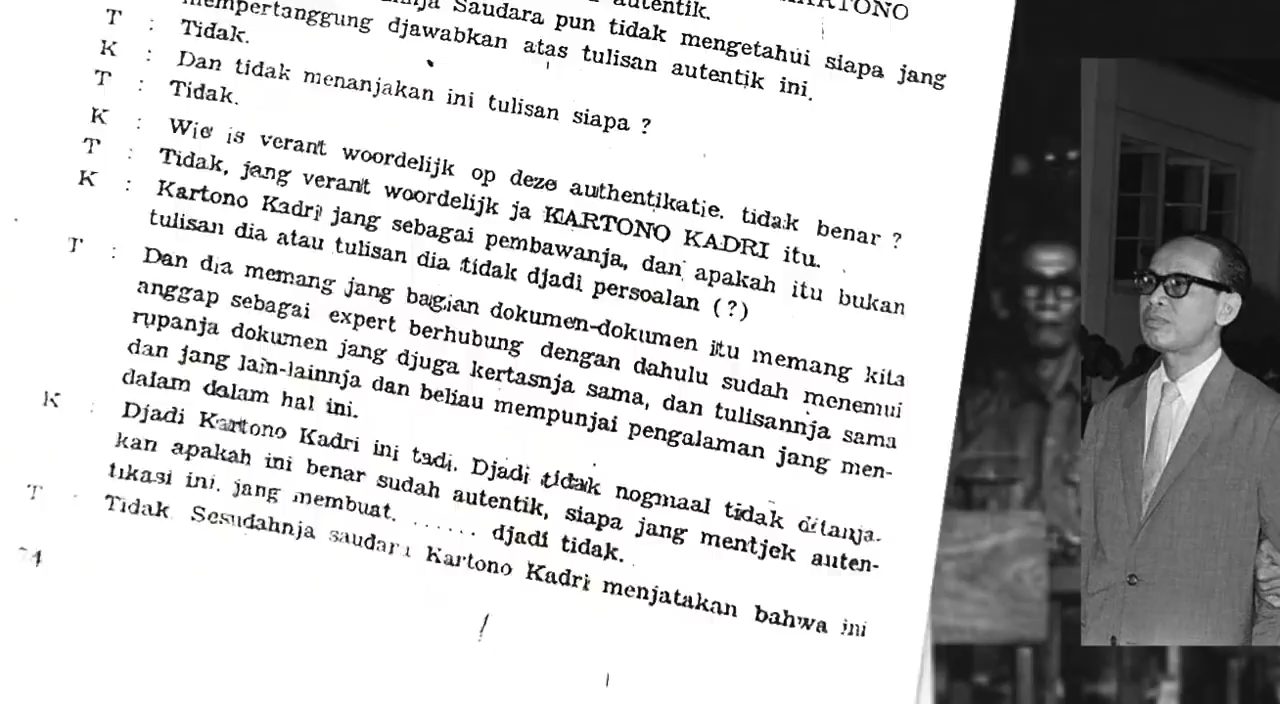 KARTONO
autentik.
Saudara pun tidak mengetahui siapa jang
mempertanggung djawabkan atas tulisan autentik ini.
T : Tidak.
K : Dan tidak menanjakan ini tulisan siapa ?
T : Tidak.
K : Wie is verant woordelijk op deze authentikatie. tidak benar ?
T : Tidak, jang verant woordelijk ja KARTONO KADRI itu.
K : Kartono Kadri jang sebagai pembawanja, dan apakah itu bukan
tulisan dia atau tulisan dia tidak djadi persoalan (?)
T : Dan dia memang jang bagian dokumen-dokumen itu memang kita
anggap sebagai expert berhubung dengan dahulu sudah menemui
rupanja dokumen jang djuga kertasnja sama, dan tulisannja sama
dan jang lain-lainnja dan beliau mempunjai pengalaman jang men-
dalam dalam hal ini.
K : Djadi Kartono Kadri ini tadi. Djadi tidak nogmaal tidak ditanja-
kan apakah ini benar sudah autentik, siapa jang mentjek auten-
tikasi ini. jang membuat. ...... djadi tidak.
T : Tidak. Sesudahnja saudara Kartono Kadri menjatakan bahwa ini
74